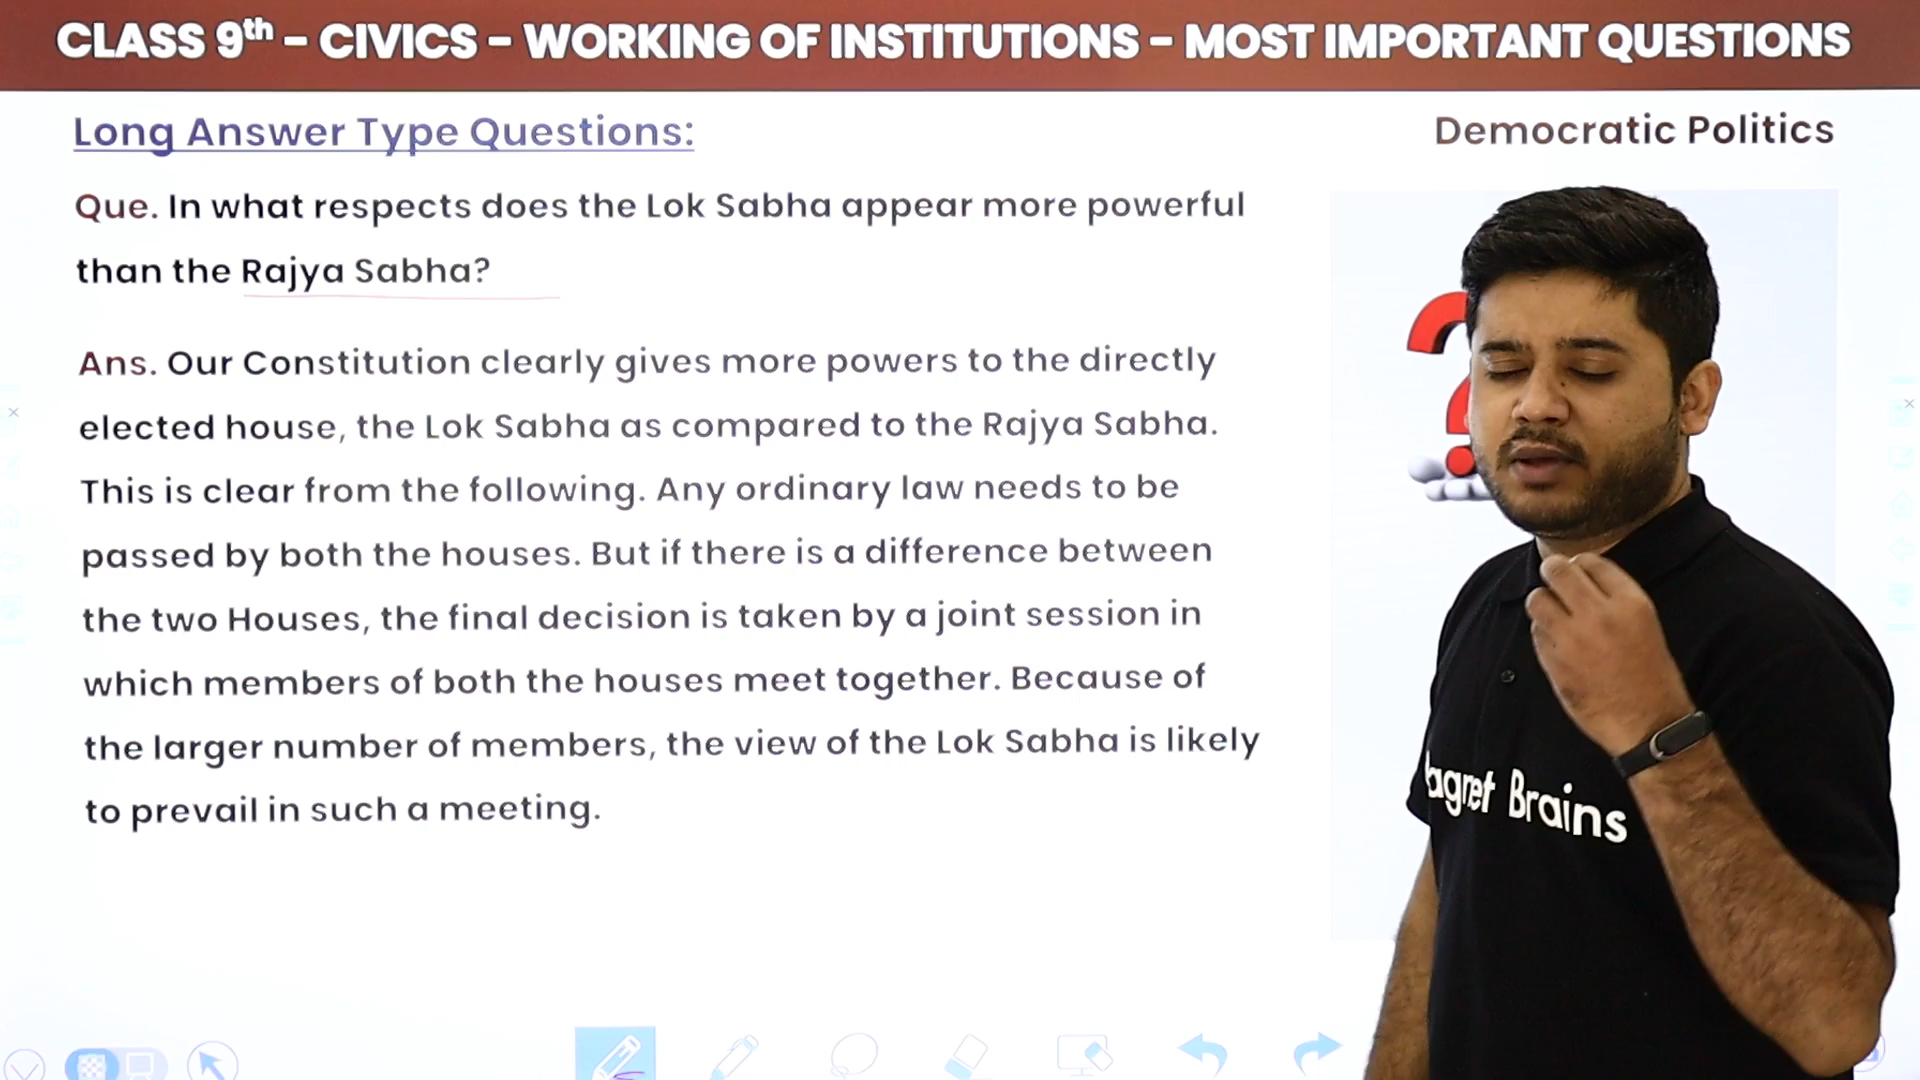 CLASS 9th – CIVICS – WORKING OF INSTITUTIONS – MOST IMPORTANT QUESTIONS
Long Answer Type Questions:
Democratic Politics
Que. In what respects does the Lok Sabha appear more powerful
than the Rajya Sabha?
Ans. Our Constitution clearly gives more powers to the directly
elected house, the Lok Sabha as compared to the Rajya Sabha.
This is clear from the following. Any ordinary law needs to be
passed by both the houses. But if there is a difference between
the two Houses, the final decision is taken by a joint session in
which members of both the houses meet together. Because of
the larger number of members, the view of the Lok Sabha is likely
to prevail in such a meeting.
agnet Brains